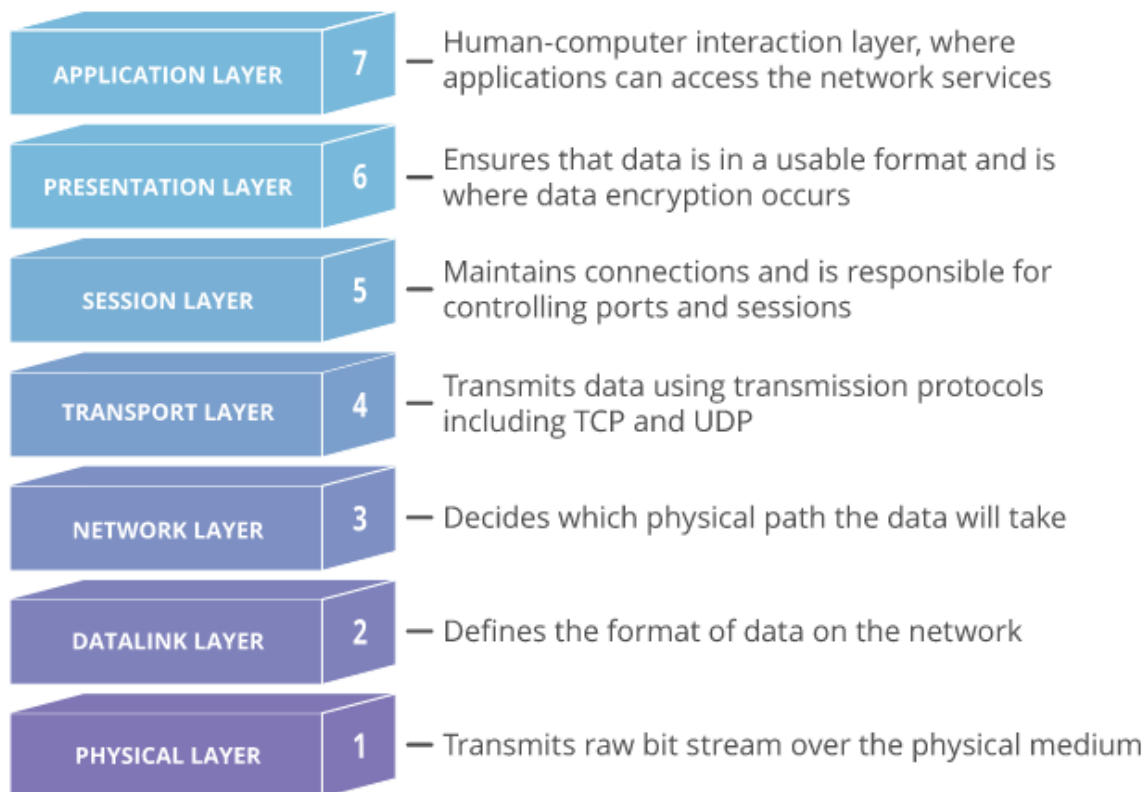 APPLICATION LAYER 7 — Human-computer interaction layer, where
applications can access the network services
PRESENTATION LAYER 6 — Ensures that data is in a usable format and is
where data encryption occurs
SESSION LAYER 5 — Maintains connections and is responsible for
controlling ports and sessions
TRANSPORT LAYER 4 — Transmits data using transmission protocols
including TCP and UDP
NETWORK LAYER 3 — Decides which physical path the data will take
DATALINK LAYER 2 — Defines the format of data on the network
PHYSICAL LAYER 1 — Transmits raw bit stream over the physical medium